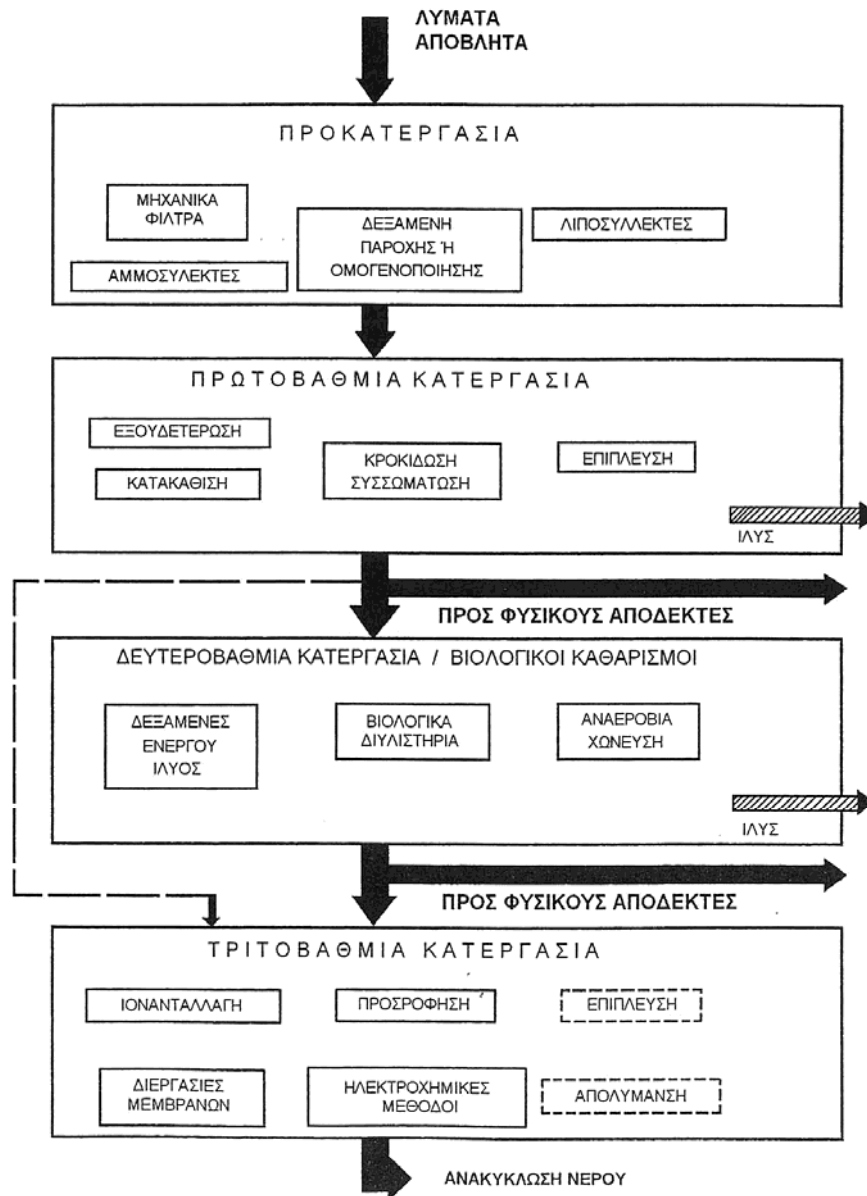 ΛΥΜΑΤΑ
ΑΠΟΒΛΗΤΑ
ΠΡΟΚΑΤΕΡΓΑΣΙΑ
ΜΗΧΑΝΙΚΑ
ΦΙΛΤΡΑ
ΔΕΞΑΜΕΝΗ
ΠΑΡΟΧΗΣ Ή
ΟΜΟΓΕΝΟΠΟΙΗΣΗΣ
ΛΙΠΟΣΥΛΛΕΚΤΕΣ
ΑΜΜΟΣΥΛΕΚΤΕΣ
ΠΡΩΤΟΒΑΘΜΙΑ ΚΑΤΕΡΓΑΣΙΑ
ΕΞΟΥΔΕΤΕΡΩΣΗ
ΚΑΤΑΚΑΘΙΣΗ
ΚΡΟΚΙΔΩΣΗ
ΣΥΣΣΩΜΑΤΩΣΗ
ΕΠΙΠΛΕΥΣΗ
ΙΛΥΣ
ΠΡΟΣ ΦΥΣΙΚΟΥΣ ΑΠΟΔΕΚΤΕΣ
ΔΕΥΤΕΡΟΒΑΘΜΙΑ ΚΑΤΕΡΓΑΣΙΑ / ΒΙΟΛΟΓΙΚΟΙ ΚΑΘΑΡΙΣΜΟΙ
ΔΕΞΑΜΕΝΕΣ
ΕΝΕΡΓΟΥ
ΙΛΥΟΣ
ΒΙΟΛΟΓΙΚΑ
ΔΙΥΛΙΣΤΗΡΙΑ
ΑΝΑΕΡΟΒΙΑ
ΧΩΝΕΥΣΗ
ΙΛΥΣ
ΠΡΟΣ ΦΥΣΙΚΟΥΣ ΑΠΟΔΕΚΤΕΣ
ΤΡΙΤΟΒΑΘΜΙΑ ΚΑΤΕΡΓΑΣΙΑ
ΙΟΝΑΝΤΑΛΛΑΓΗ
ΠΡΟΣΡΟΦΗΣΗ
ΕΠΙΠΛΕΥΣΗ
ΔΙΕΡΓΑΣΙΕΣ
ΜΕΜΒΡΑΝΩΝ
ΗΛΕΚΤΡΟΧΗΜΙΚΕΣ
ΜΕΘΟΔΟΙ
ΑΠΟΛΥΜΑΝΣΗ
ΑΝΑΚΥΚΛΩΣΗ ΝΕΡΟΥ